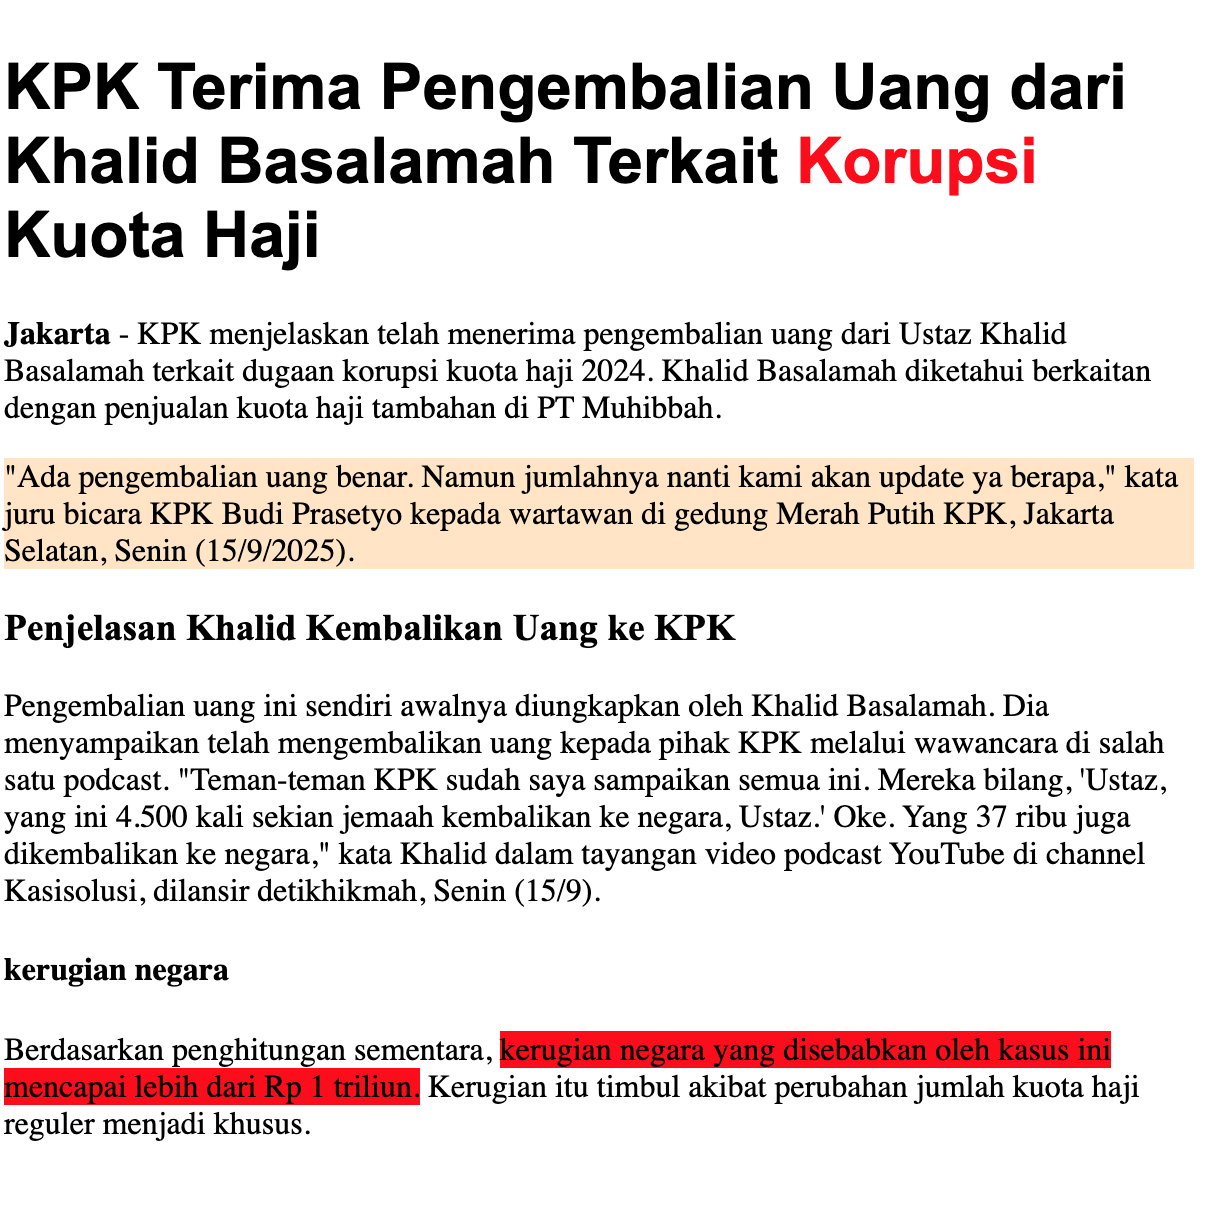 KPK Terima Pengembalian Uang dari
Khalid Basalamah Terkait Korupsi
Kuota Haji
Jakarta - KPK menjelaskan telah menerima pengembalian uang dari Ustaz Khalid
Basalamah terkait dugaan korupsi kuota haji 2024. Khalid Basalamah diketahui berkaitan
dengan penjualan kuota haji tambahan di PT Muhibbah.
"Ada pengembalian uang benar. Namun jumlahnya nanti kami akan update ya berapa," kata
juru bicara KPK Budi Prasetyo kepada wartawan di gedung Merah Putih KPK, Jakarta
Selatan, Senin (15/9/2025).
Penjelasan Khalid Kembalikan Uang ke KPK
Pengembalian uang ini sendiri awalnya diungkapkan oleh Khalid Basalamah. Dia
menyampaikan telah mengembalikan uang kepada pihak KPK melalui wawancara di salah
satu podcast. "Teman-teman KPK sudah saya sampaikan semua ini. Mereka bilang, 'Ustaz,
yang ini 4.500 kali sekian jemaah kembalikan ke negara, Ustaz.' Oke. Yang 37 ribu juga
dikembalikan ke negara," kata Khalid dalam tayangan video podcast YouTube di channel
Kasisolusi, dilansir detikhikmah, Senin (15/9).
kerugian negara
Berdasarkan penghitungan sementara, kerugian negara yang disebabkan oleh kasus ini
mencapai lebih dari Rp 1 triliun. Kerugian itu timbul akibat perubahan jumlah kuota haji
reguler menjadi khusus.